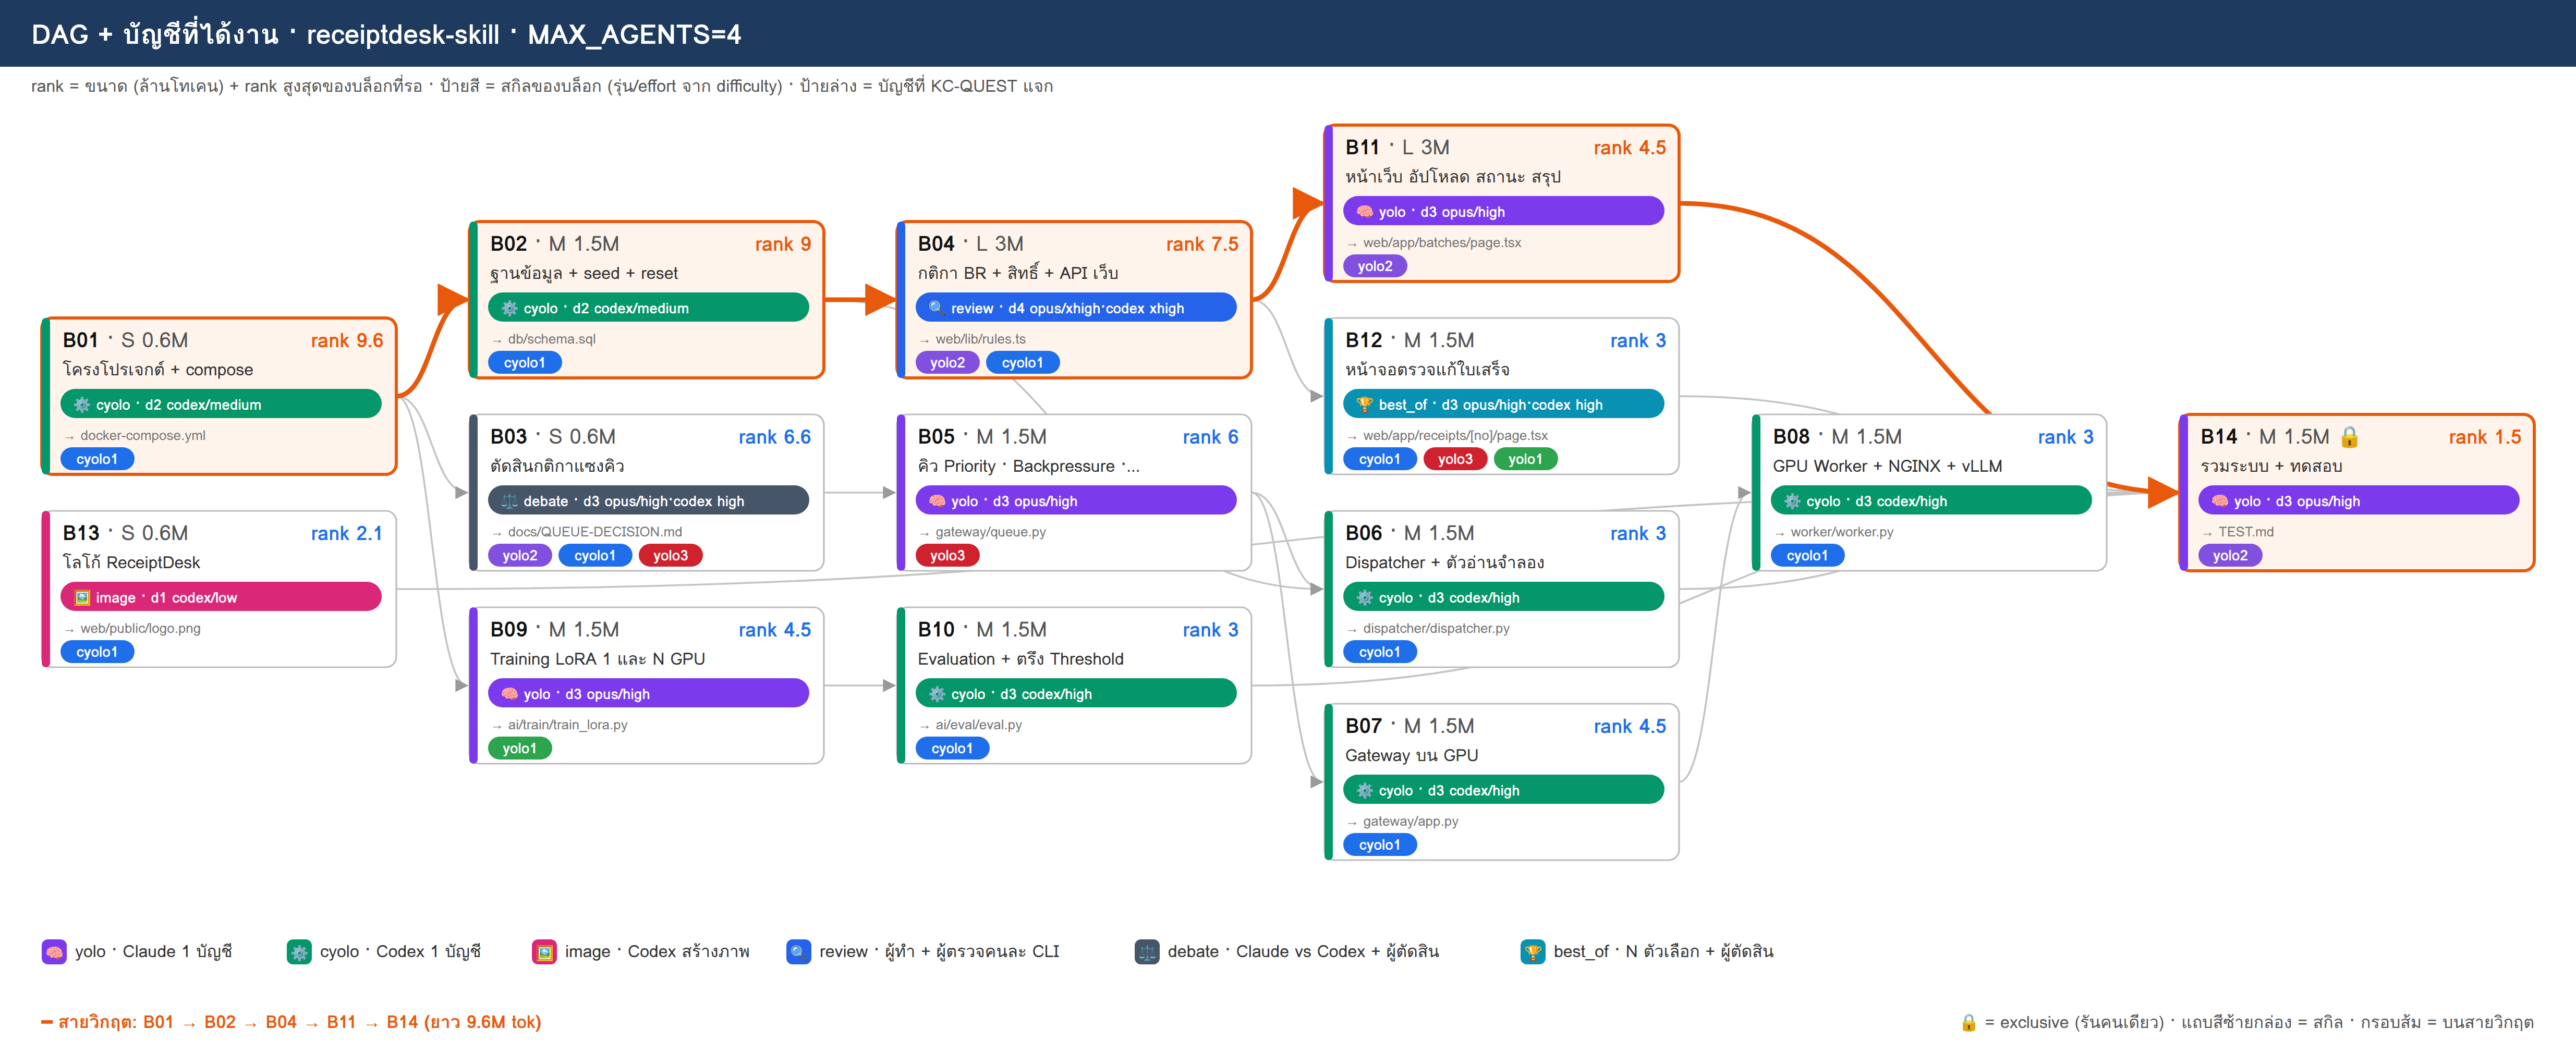 DAG + บัญชีที่ได้งาน · receiptdesk-skill · MAX_AGENTS=4
rank = ขนาด (ล้านโทเคน) + rank สูงสุดของบล็อกที่รอ · ป้ายสี = สกิลของบล็อก (รุ่น/effort จาก difficulty) · ป้ายล่าง = บัญชีที่ KC-QUEST แจก
B01 · S 0.6M rank 9.6
โครงโปรเจกต์ + compose
⚙️ cyolo · d2 codex/medium
→ docker-compose.yml
cyolo1
B13 · S 0.6M rank 2.1
โลโก้ ReceiptDesk
🖼️ image · d1 codex/low
→ web/public/logo.png
cyolo1
B02 · M 1.5M rank 9
ฐานข้อมูล + seed + reset
⚙️ cyolo · d2 codex/medium
→ db/schema.sql
cyolo1
B03 · S 0.6M rank 6.6
ตัดสินกติกาแซงคิว
⚖️ debate · d3 opus/high·codex high
→ docs/QUEUE-DECISION.md
yolo2 cyolo1 yolo3
B09 · M 1.5M rank 4.5
Training LoRA 1 และ N GPU
🧠 yolo · d3 opus/high
→ ai/train/train_lora.py
yolo1
B04 · L 3M rank 7.5
กติกา BR + สิทธิ์ + API เว็บ
🔍 review · d4 opus/xhigh·codex xhigh
→ web/lib/rules.ts
yolo2 cyolo1
B05 · M 1.5M rank 6
คิว Priority · Backpressure ·...
🧠 yolo · d3 opus/high
→ gateway/queue.py
yolo3
B10 · M 1.5M rank 3
Evaluation + ตรึง Threshold
⚙️ cyolo · d3 codex/high
→ ai/eval/eval.py
cyolo1
B11 · L 3M rank 4.5
หน้าเว็บ อัปโหลด สถานะ สรุป
🧠 yolo · d3 opus/high
→ web/app/batches/page.tsx
yolo2
B12 · M 1.5M rank 3
หน้าจอตรวจแก้ใบเสร็จ
🏆 best_of · d3 opus/high·codex high
→ web/app/receipts/[no]/page.tsx
cyolo1 yolo3 yolo1
B06 · M 1.5M rank 3
Dispatcher + ตัวอ่านจำลอง
⚙️ cyolo · d3 codex/high
→ dispatcher/dispatcher.py
cyolo1
B07 · M 1.5M rank 4.5
Gateway บน GPU
⚙️ cyolo · d3 codex/high
→ gateway/app.py
cyolo1
B08 · M 1.5M rank 3
GPU Worker + NGINX + vLLM
⚙️ cyolo · d3 codex/high
→ worker/worker.py
cyolo1
B14 · M 1.5M 🔒 rank 1.5
รวมระบบ + ทดสอบ
🧠 yolo · d3 opus/high
→ TEST.md
yolo2
🧠 yolo · Claude 1 บัญชี ⚙️ cyolo · Codex 1 บัญชี 🖼️ image · Codex สร้างภาพ 🔍 review · ผู้ทำ + ผู้ตรวจคนละ CLI ⚖️ debate · Claude vs Codex + ผู้ตัดสิน 🏆 best_of · N ตัวเลือก + ผู้ตัดสิน
━ สายวิกฤต: B01 → B02 → B04 → B11 → B14 (ยาว 9.6M tok)
🔒 = exclusive (รันคนเดียว) · แถบสีซ้ายกล่อง = สกิล · กรอบส้ม = บนสายวิกฤต